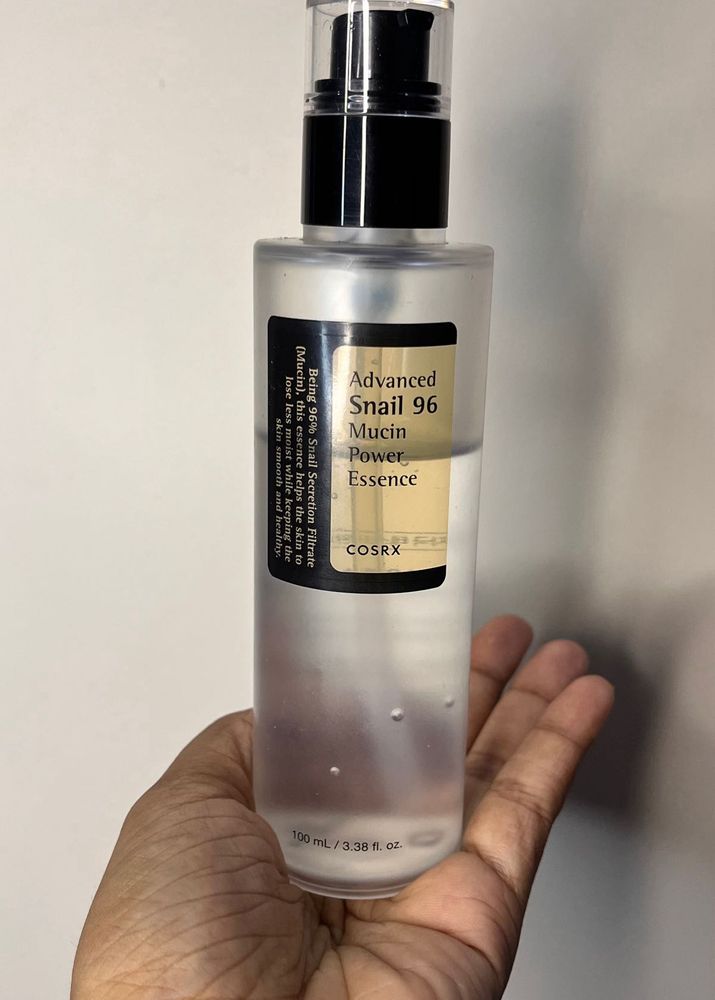 Advanced
Snail 96
Mucin
Power
Essence
COSRX
Being 96% Snail Secretion Filtrate
(Mucin), this essence helps the skin to
lose less moist while keeping the
skin smooth and healthy.
100 mL / 3.38 fl. oz.